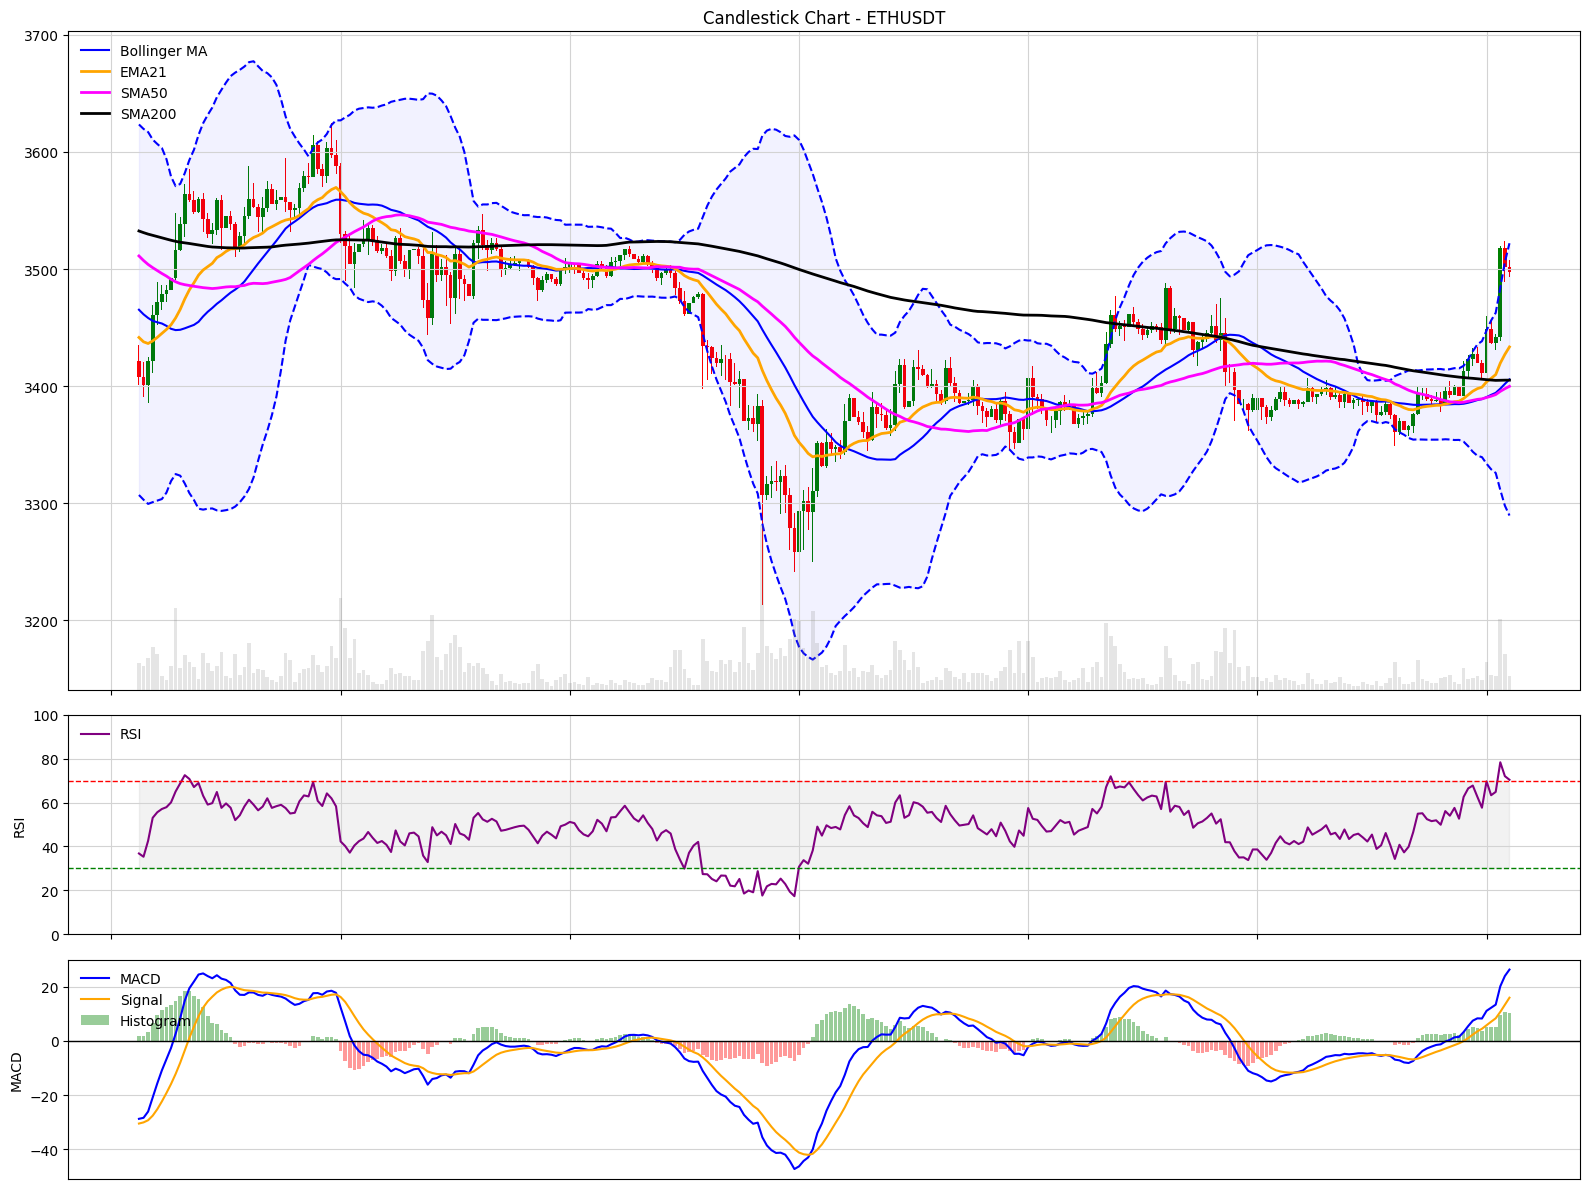 Candlestick Chart - ETHUSDT
3700
3600
3500
3400
3300
3200
Bollinger MA
EMA21
SMA50
SMA200
100
80
60
40
20
0
RSI
RSI
20
0
−20
−40
MACD
MACD
Signal
Histogram